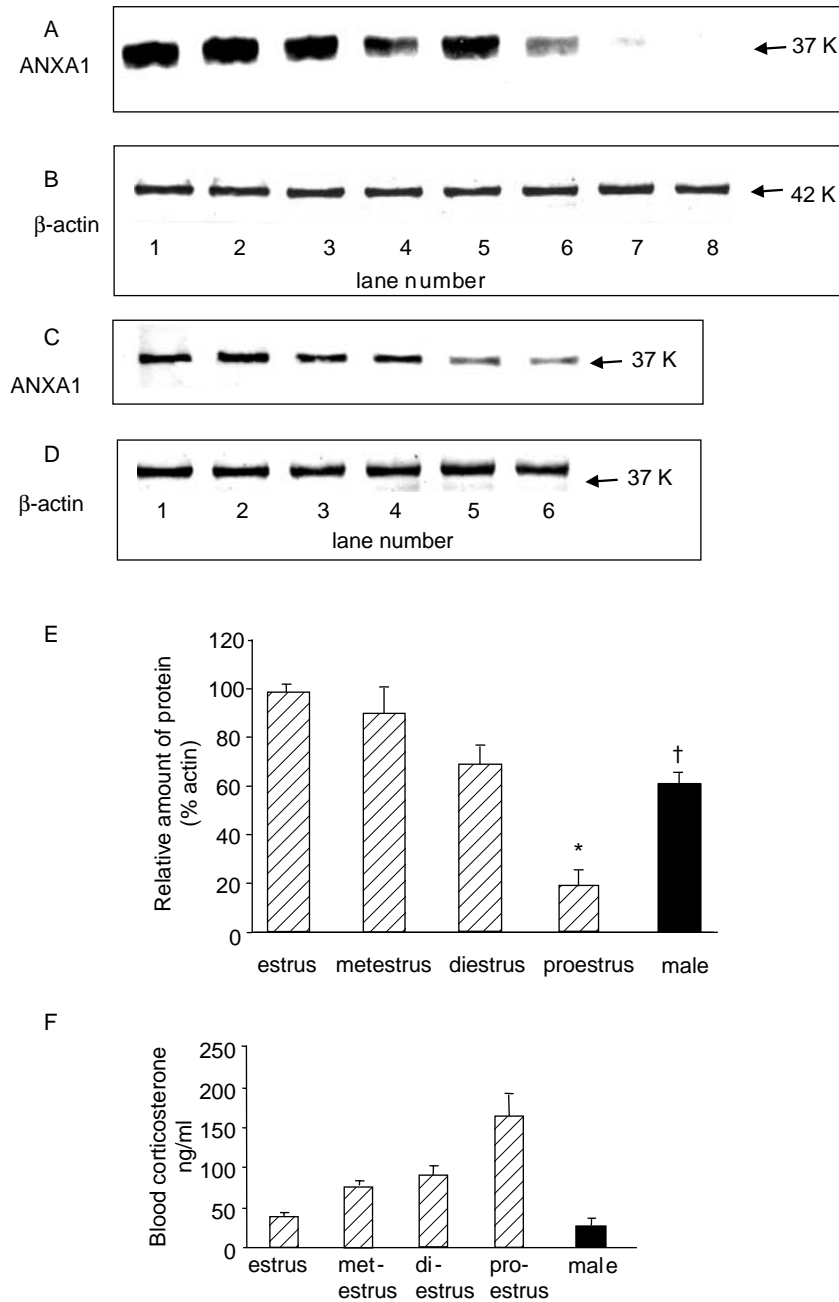 A
ANXA1
37 K
B
β-actin
42 K
1 2 3 4 5 6 7 8
lane number
C
ANXA1
37 K
D
β-actin
37 K
1 2 3 4 5 6
lane number
E
Relative amount of protein
(% actin)
120
100
80
60
40
20
0
*
†
estrus metestrus diestrus proestrus male
F
Blood corticosterone
ng/ml
250
200
150
100
50
0
estrus met- di- pro- male
estrus estrus estrus